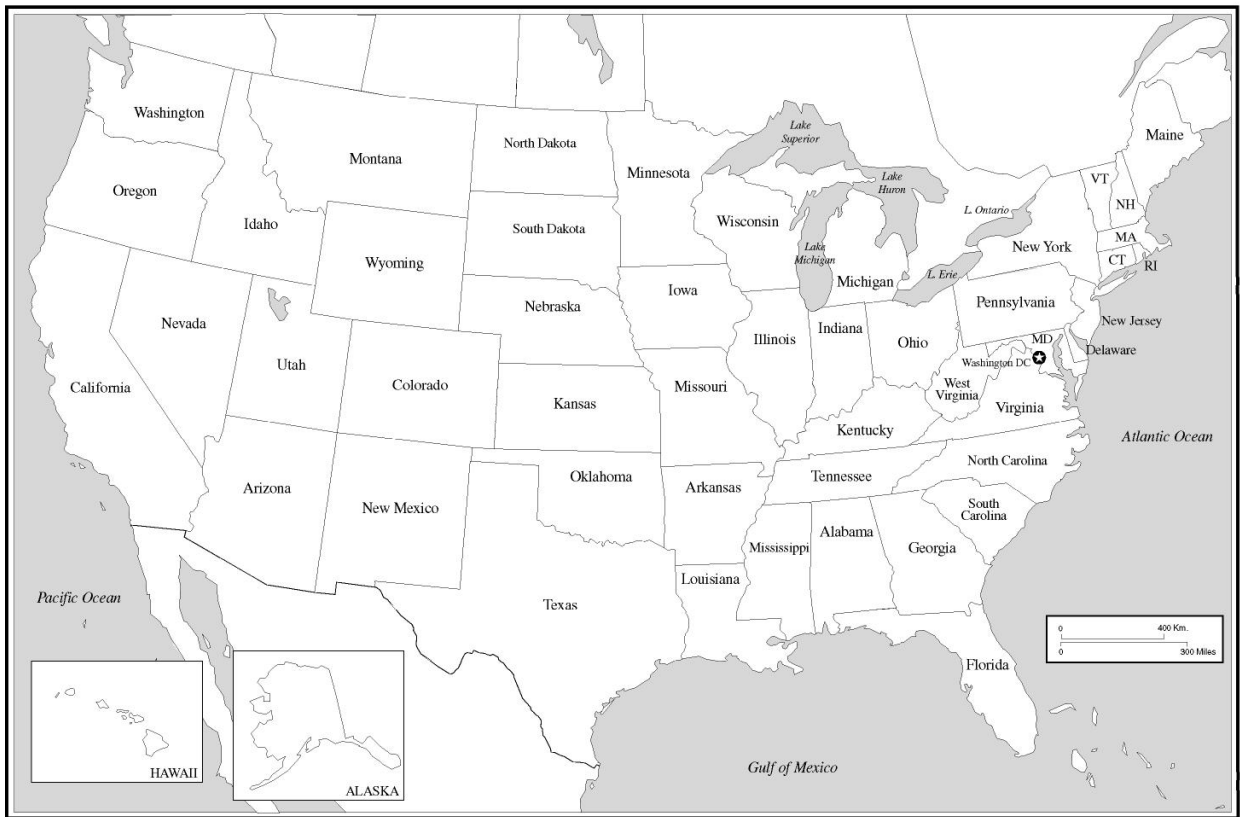 Washington
Montana
North Dakota
Minnesota
Lake
Superior
Maine
Oregon
Idaho
Wyoming
South Dakota
Wisconsin
Lake
Huron
L. Ontario
VT
NH
New York
MA
CT
RI
Lake
Michigan
Michigan
L. Erie
Pennsylvania
New Jersey
Nevada
Utah
Nebraska
Iowa
Illinois
Indiana
Ohio
MD
Delaware
Washington DC
California
Colorado
Kansas
Missouri
West
Virginia
Virginia
Kentucky
Atlantic Ocean
Arizona
New Mexico
Oklahoma
Arkansas
Tennessee
North Carolina
South
Carolina
Mississippi
Alabama
Georgia
Louisiana
Texas
Pacific Ocean
Florida
0
400 Km.
0
300 Miles
HAWAII
ALASKA
Gulf of Mexico